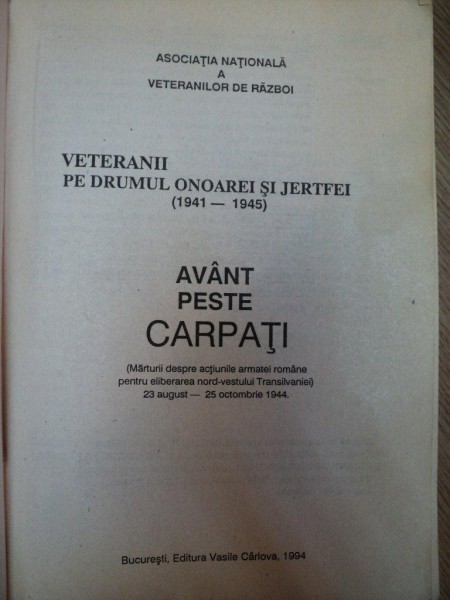 ASOCIAŢIA NAŢIONALĂ
A
VETERANILOR DE RĂZBOI
VETERANII
PE DRUMUL ONOAREI ŞI JERTFEI
(1941 — 1945)
AVÂNT
PESTE
CARPAŢI
(Mărturii despre acţiunile armatei române
pentru eliberarea nord-vestului Transilvaniei)
23 august — 25 octombrie 1944.
Bucureşti, Editura Vasile Cârlova, 1994